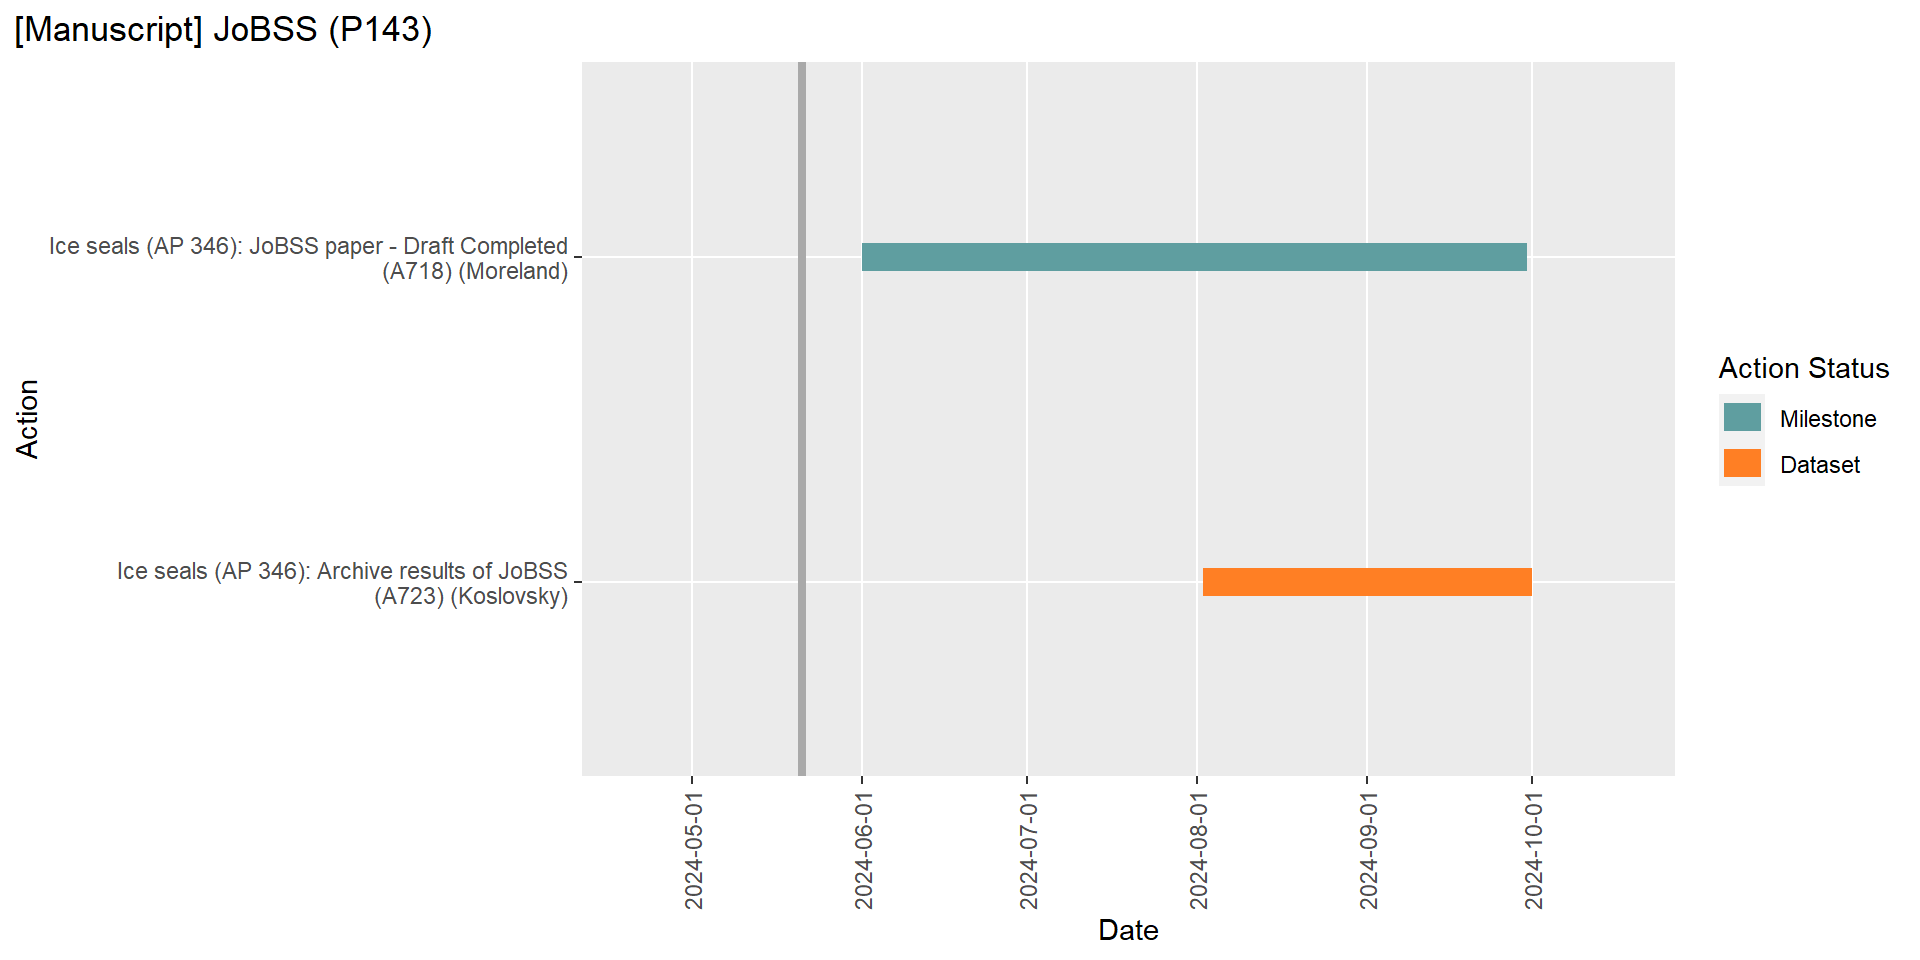 [Manuscript] JoBSS (P143)
Ice seals (AP 346): JoBSS paper - Draft Completed
(A718) (Moreland)
Action
Ice seals (AP 346): Archive results of JoBSS
(A723) (Koslovsky)
Action Status
Milestone
Dataset
2024-05-01
2024-06-01
2024-07-01
2024-08-01
2024-09-01
2024-10-01
Date